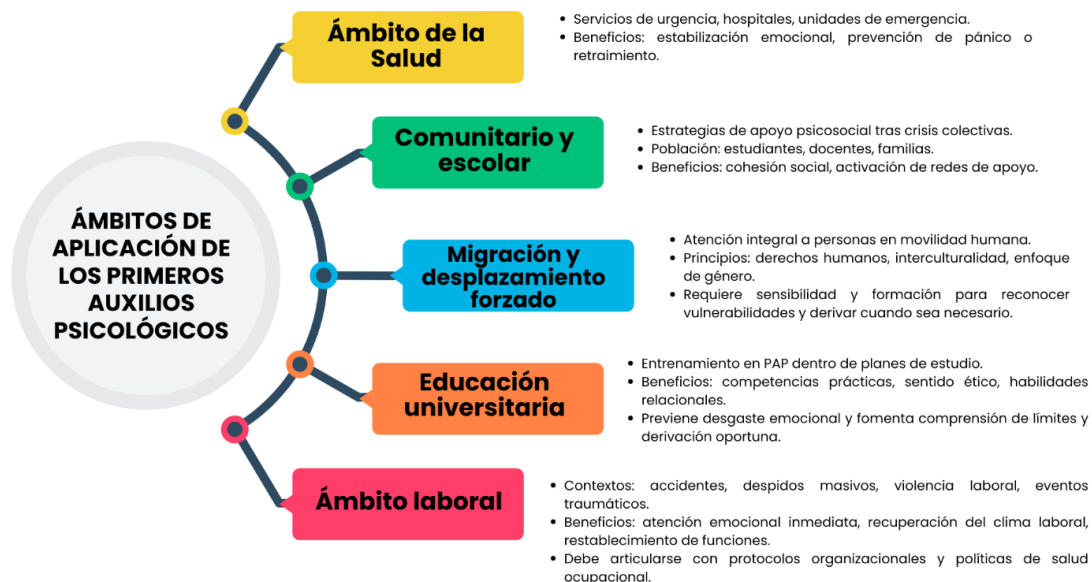 ÁMBITOS DE
APLICACIÓN DE
LOS PRIMEROS
AUXILIOS
PSICOLÓGICOS
Ámbito de la
Salud
• Servicios de urgencia, hospitales, unidades de emergencia.
• Beneficios: estabilización emocional, prevención de pánico o
retraimiento.
Comunitario y
escolar
• Estrategias de apoyo psicosocial tras crisis colectivas.
• Población: estudiantes, docentes, familias.
• Beneficios: cohesión social, activación de redes de apoyo.
Migración y
desplazamiento
forzado
• Atención integral a personas en movilidad humana.
• Principios: derechos humanos, interculturalidad, enfoque
de género.
• Requiere sensibilidad y formación para reconocer
vulnerabilidades y derivar cuando sea necesario.
Educación
universitaria
• Entrenamiento en PAP dentro de planes de estudio.
• Beneficios: competencias prácticas, sentido ético, habilidades
relacionales.
• Previene desgaste emocional y fomenta comprensión de límites y
derivación oportuna.
Ámbito laboral
• Contextos: accidentes, despidos masivos, violencia laboral, eventos
traumáticos.
• Beneficios: atención emocional inmediata, recuperación del clima laboral,
restablecimiento de funciones.
• Debe articularse con protocolos organizacionales y políticas de salud
ocupacional.